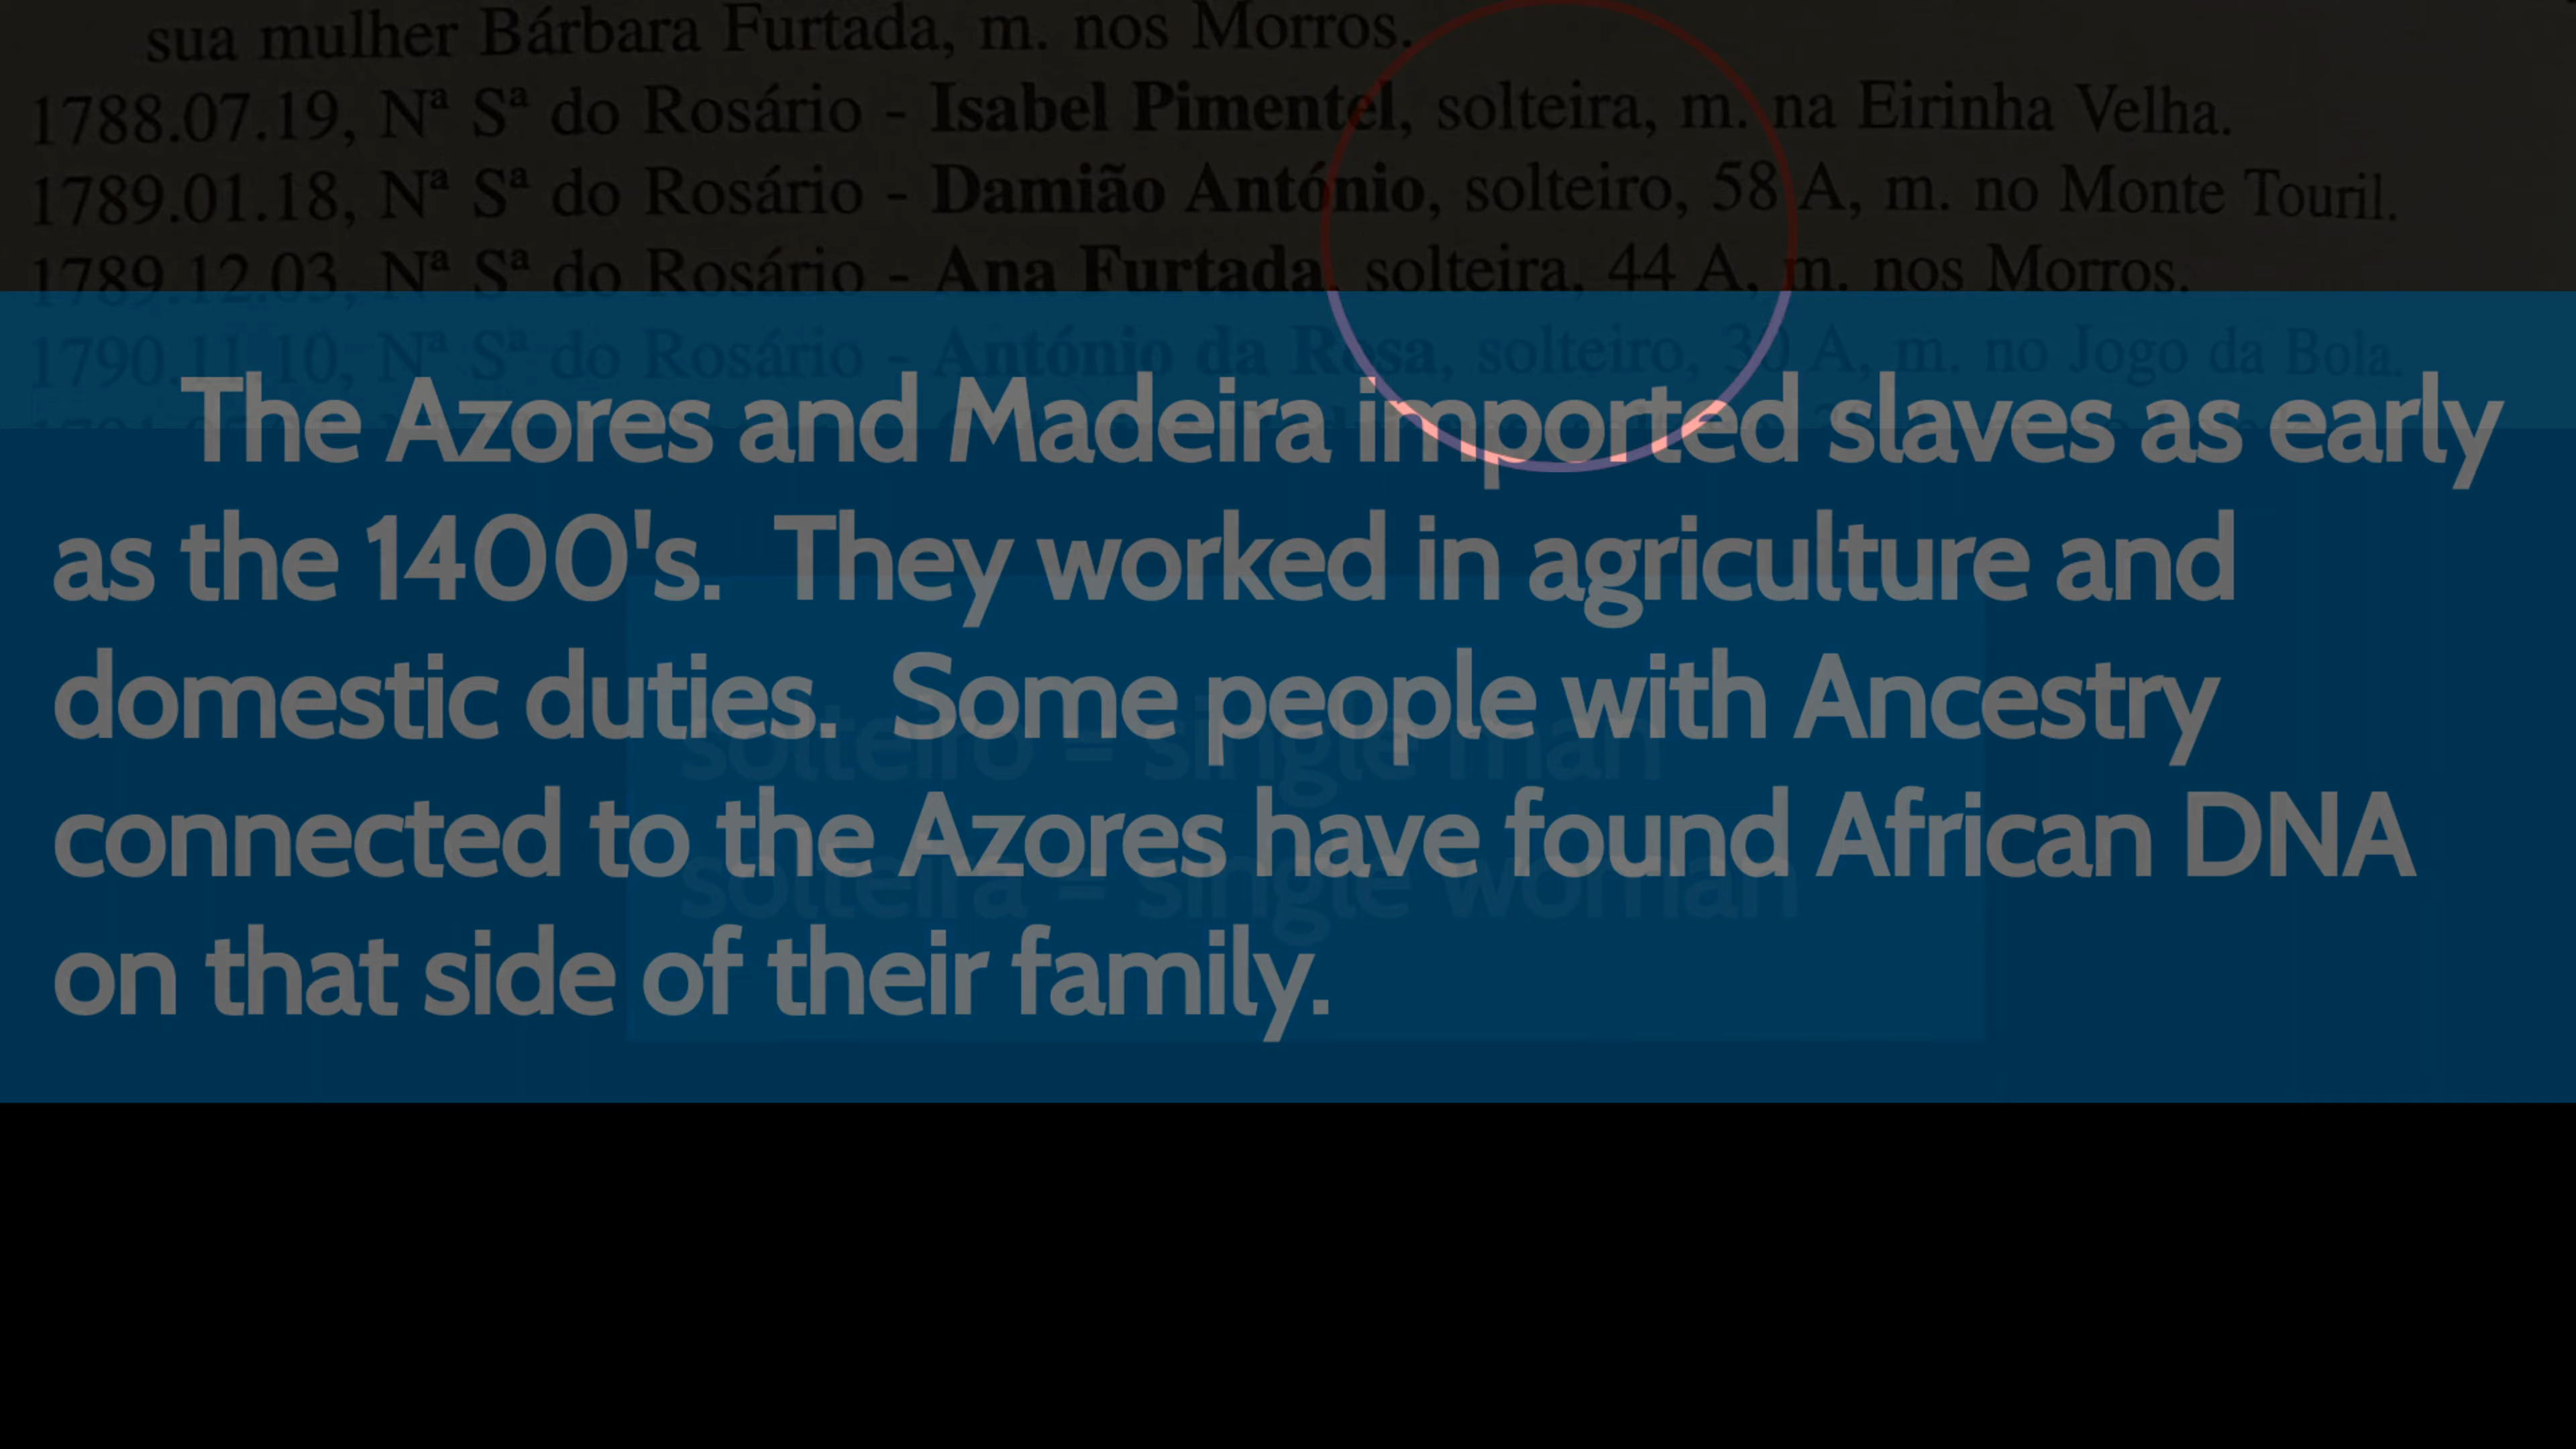 sua mulher Bárbara Furtada, m. nos Morros.
1788.07.19, Nª Sª do Rosário - Isabel Pimentel, solteira, m. na Eirinha Velha.
1789.01.18, Nª Sª do Rosário - Damião António, solteiro, 58 A, m. no Monte Touril.
1789.12.03, Nª Sª do Rosário - Ana Furtada, solteira, 44 A, m. nos Morros.
1790.11.10, Nª Sª do Rosário - António da Rosa, solteiro, 30 A, m. no Jogo da Bola.
The Azores and Madeira imported slaves as early
as the 1400's. They worked in agriculture and
domestic duties. Some people with Ancestry
connected to the Azores have found African DNA
on that side of their family.
solteiro = single man
solteira = single woman